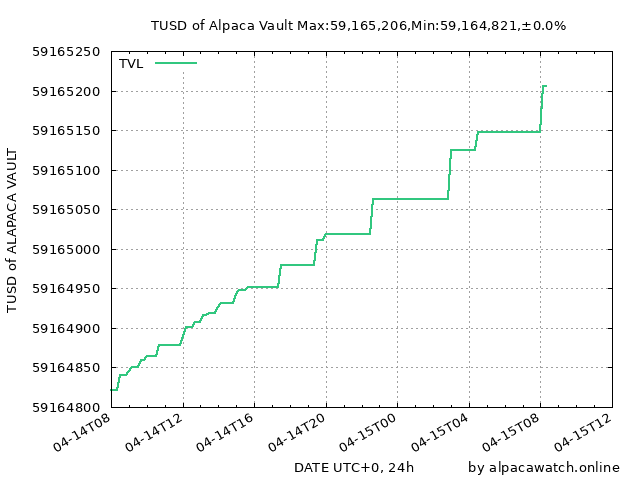 TUSD of Alpaca Vault Max:59,165,206,Min:59,164,821,±0.0%
TVL
59165250
59165200
59165150
59165100
59165050
59165000
59164950
59164900
59164850
59164800
TUSD of ALAPACA VAULT
04-14T08
04-14T12
04-14T16
04-14T20
04-15T00
04-15T04
04-15T08
04-15T12
DATE UTC+0, 24h
by alpacawatch.online